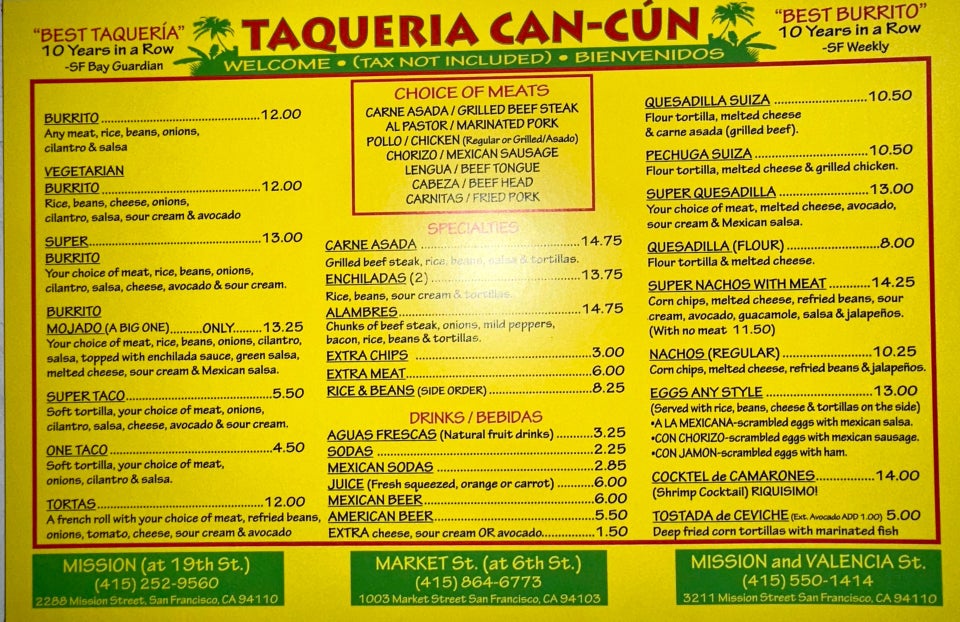 "BEST TAQUERÍA"
10 Years in a Row
-SF Bay Guardian
TAQUERIA CAN-CÚN
WELCOME • (TAX NOT INCLUDED) • BIENVENIDOS
"BEST BURRITO"
10 Years in a Row
-SF Weekly
BURRITO 12.00
Any meat, rice, beans, onions,
cilantro & salsa
VEGETARIAN
BURRITO 12.00
Rice, beans, cheese, onions,
cilantro, salsa, sour cream & avocado
SUPER 13.00
BURRITO
Your choice of meat, rice, beans, onions,
cilantro, salsa, cheese, avocado & sour cream.
BURRITO
MOJADO (A BIG ONE) ONLY 13.25
Your choice of meat, rice, beans, onions, cilantro,
salsa, topped with enchilada sauce, green salsa,
melted cheese, sour cream & Mexican salsa.
SUPER TACO 5.50
Soft tortilla, your choice of meat, onions,
cilantro, salsa, cheese, avocado & sour cream.
ONE TACO 4.50
Soft tortilla, your choice of meat,
onions, cilantro & salsa.
TORTAS 12.00
A french roll with your choice of meat, refried beans,
onions, tomato, cheese, sour cream & avocado
CHOICE OF MEATS
CARNE ASADA / GRILLED BEEF STEAK
AL PASTOR / MARINATED PORK
POLLO / CHICKEN (Regular or Grilled/Asado)
CHORIZO / MEXICAN SAUSAGE
LENGUA / BEEF TONGUE
CABEZA / BEEF HEAD
CARNITAS / FRIED PORK
SPECIALTIES
CARNE ASADA 14.75
Grilled beef steak, rice, beans, salsa & tortillas.
ENCHILADAS (2) 13.75
Rice, beans, sour cream & tortillas.
ALAMBRES 14.75
Chunks of beef steak, onions, mild peppers,
bacon, rice, beans & tortillas.
EXTRA CHIPS 3.00
EXTRA MEAT 6.00
RICE & BEANS (SIDE ORDER) 8.25
DRINKS / BEBIDAS
AGUAS FRESCAS (Natural fruit drinks) 3.25
SODAS 2.25
MEXICAN SODAS 2.85
JUICE (Fresh squeezed, orange or carrot) 6.00
MEXICAN BEER 6.00
AMERICAN BEER 5.50
EXTRA cheese, sour cream OR avocado 1.50
QUESADILLA SUIZA 10.50
Flour tortilla, melted cheese
& carne asada (grilled beef).
PECHUGA SUIZA 10.50
Flour tortilla, melted cheese & grilled chicken.
SUPER QUESADILLA 13.00
Your choice of meat, melted cheese, avocado,
sour cream & Mexican salsa.
QUESADILLA (FLOUR) 8.00
Flour tortilla & melted cheese.
SUPER NACHOS WITH MEAT 14.25
Corn chips, melted cheese, refried beans, sour
cream, avocado, guacamole, salsa & jalapeños.
(With no meat 11.50)
NACHOS (REGULAR) 10.25
Corn chips, melted cheese, refried beans & jalapeños.
EGGS ANY STYLE 13.00
(Served with rice, beans, cheese & tortillas on the side)
•A LA MEXICANA-scrambled eggs with mexican salsa.
•CON CHORIZO-scrambled eggs with mexican sausage.
•CON JAMON-scrambled eggs with ham.
COCKTEL de CAMARONES 14.00
(Shrimp Cocktail) RIQUISIMO!
TOSTADA de CEVICHE (Ext. Avocado ADD 1.00) 5.00
Deep fried corn tortillas with marinated fish
MISSION (at 19th St.)
(415) 252-9560
2288 Mission Street, San Francisco, CA 94110
MARKET St. (at 6th St.)
(415) 864-6773
1003 Market Street San Francisco, CA 94103
MISSION and VALENCIA St.
(415) 550-1414
3211 Mission Street San Francisco, CA 94110